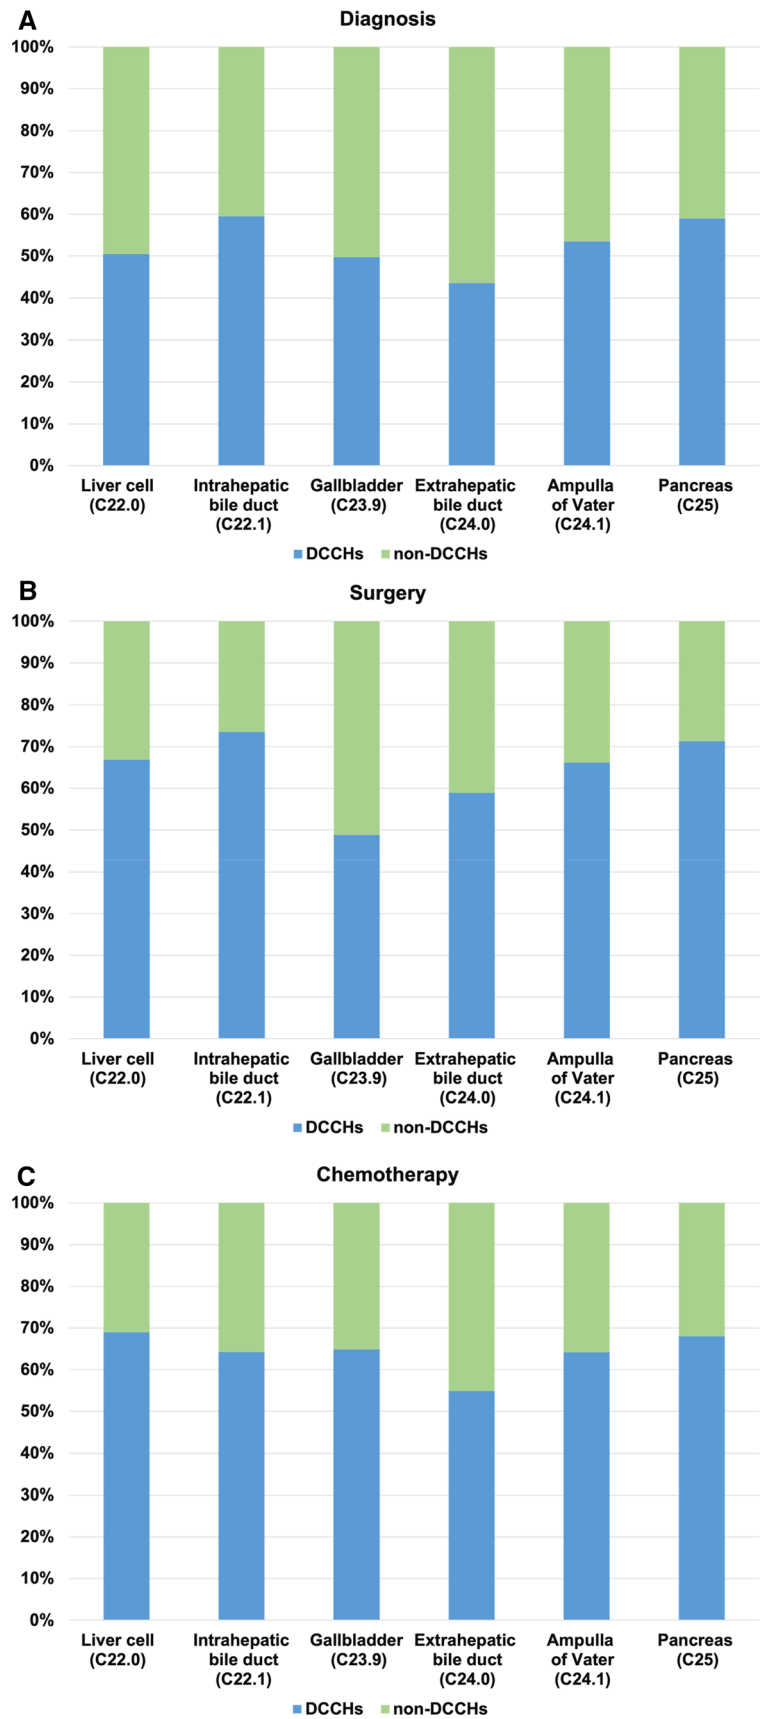 A
Diagnosis
100%
90%
80%
70%
60%
50%
40%
30%
20%
10%
0%
Liver cell
(C22.0)
Intrahepatic
bile duct
(C22.1)
Gallbladder
(C23.9)
Extrahepatic
bile duct
(C24.0)
Ampulla
of Vater
(C24.1)
Pancreas
(C25)
DCCHs
non-DCCHs
B
Surgery
100%
90%
80%
70%
60%
50%
40%
30%
20%
10%
0%
Liver cell
(C22.0)
Intrahepatic
bile duct
(C22.1)
Gallbladder
(C23.9)
Extrahepatic
bile duct
(C24.0)
Ampulla
of Vater
(C24.1)
Pancreas
(C25)
DCCHs
non-DCCHs
C
Chemotherapy
100%
90%
80%
70%
60%
50%
40%
30%
20%
10%
0%
Liver cell
(C22.0)
Intrahepatic
bile duct
(C22.1)
Gallbladder
(C23.9)
Extrahepatic
bile duct
(C24.0)
Ampulla
of Vater
(C24.1)
Pancreas
(C25)
DCCHs
non-DCCHs